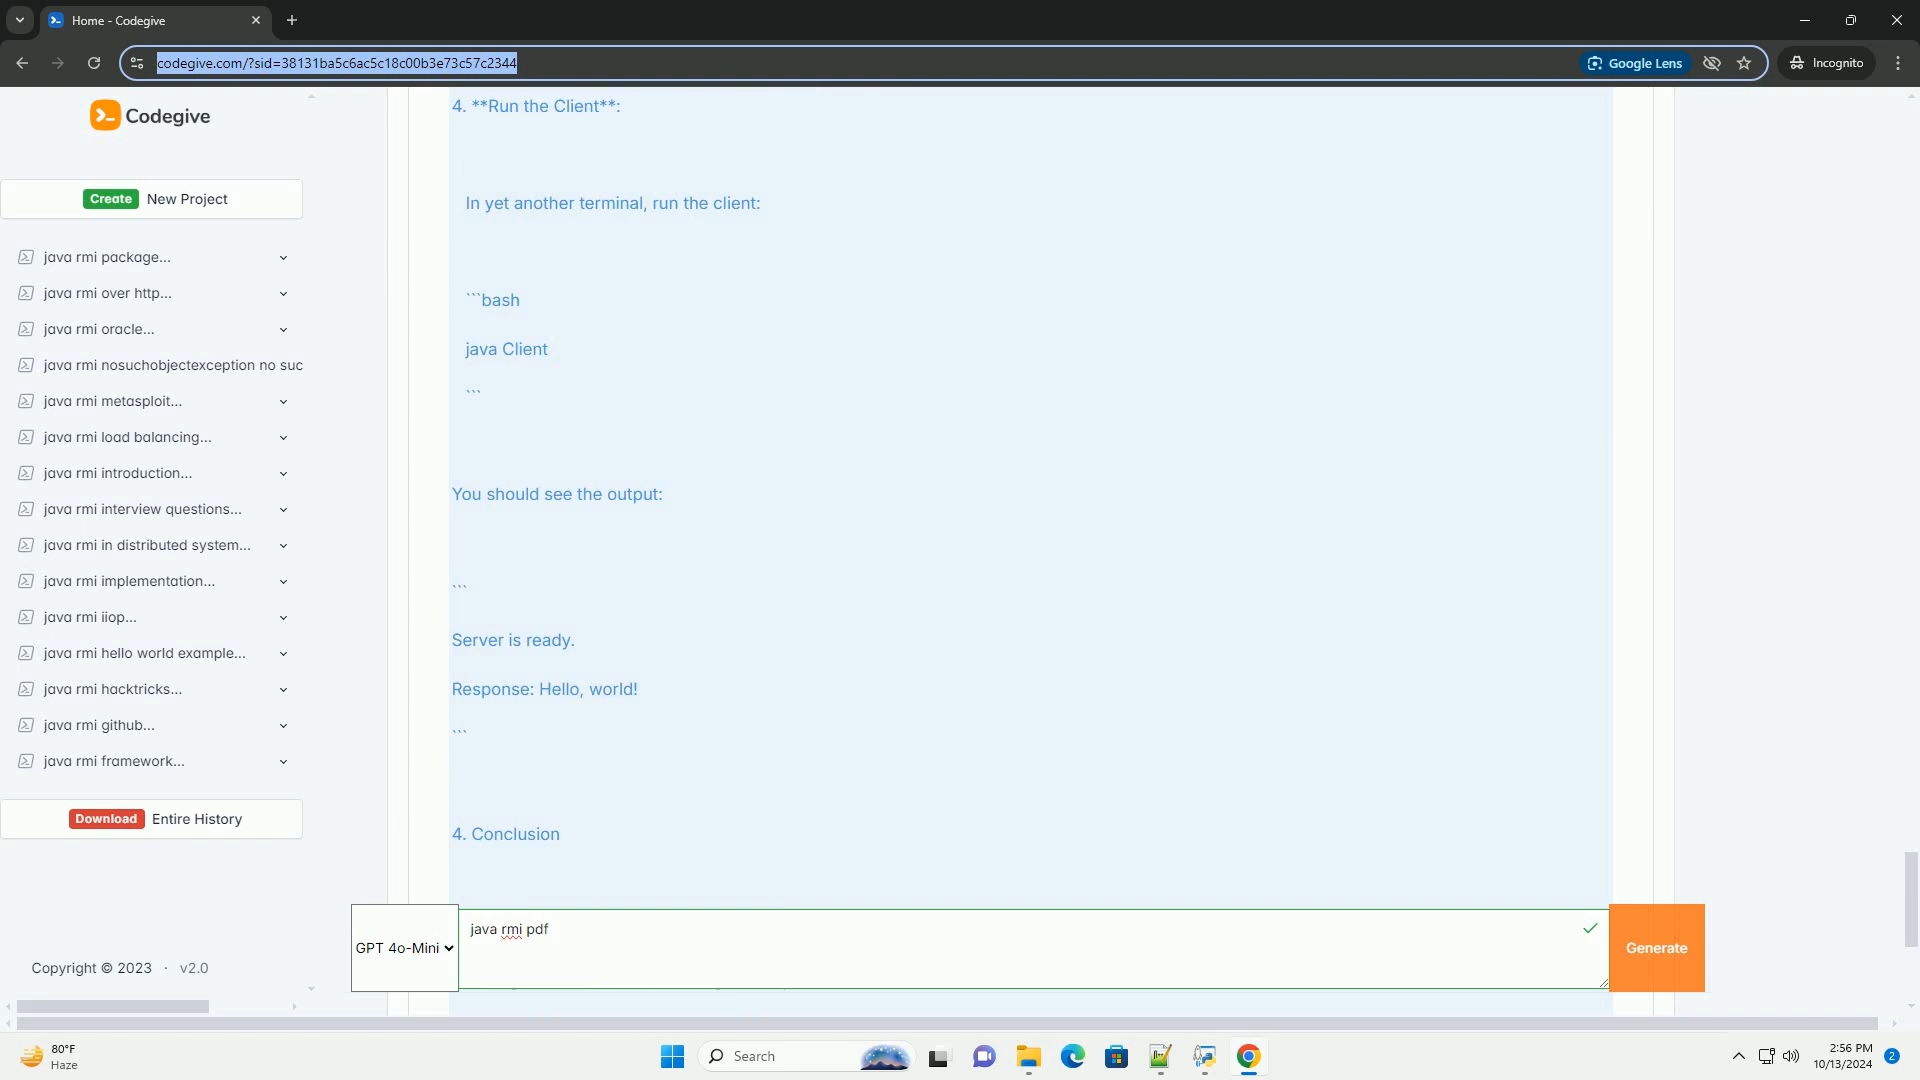 Home - Codegive
codegive.com/?sid=38131ba5c6ac5c18c00b3e73c57c2344
Google Lens
Incognito
Codegive
Create New Project
java rmi package...
java rmi over http...
java rmi oracle...
java rmi nosuchobjectexception no suc
java rmi metasploit...
java rmi load balancing...
java rmi introduction...
java rmi interview questions...
java rmi in distributed system...
java rmi implementation...
java rmi iiop...
java rmi hello world example...
java rmi hacktricks...
java rmi github...
java rmi framework...
Download Entire History
Copyright © 2023 · v2.0
4. **Run the Client**:
In yet another terminal, run the client:
```bash
java Client
```
You should see the output:
```
Server is ready.
Response: Hello, world!
```
4. Conclusion
GPT 4o-Mini
java rmi pdf
Generate
80°F
Haze
Search
2:56 PM
10/13/2024
2